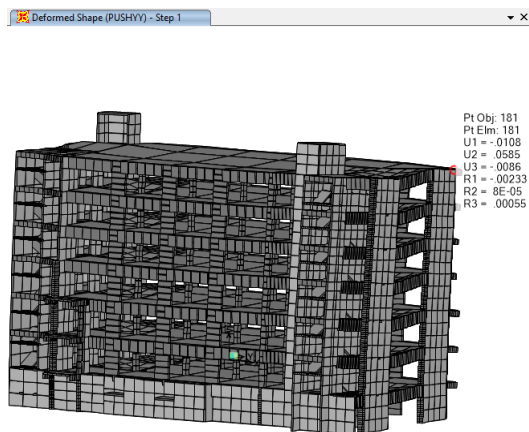 Deformed Shape (PUSHYY) - Step 1
Pt Obj: 181
Pt Elm: 181
U1 = -.0108
U2 = .0585
U3 = -.0086
R1 = -.00233
R2 = 8E-05
R3 = .00055